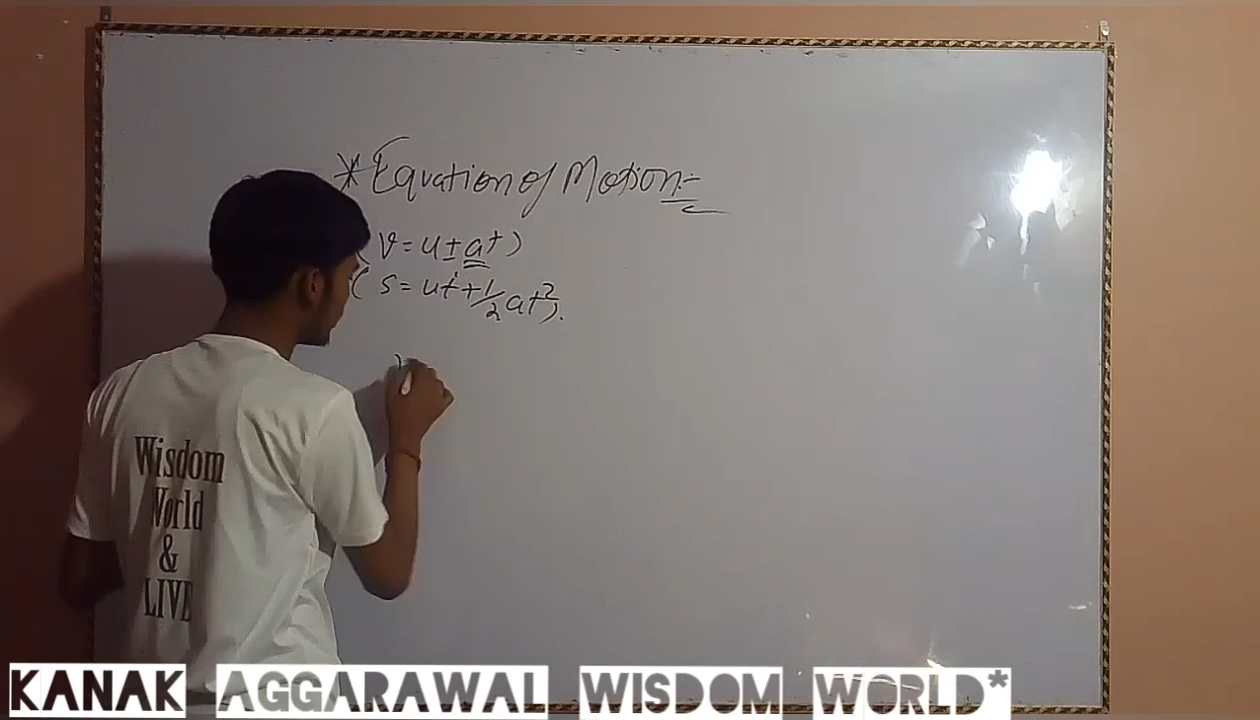 * Equation of Motion:-
( v = u ± at )
( s = ut + 1/2 at²).
Wisdom
World
&
LIVE
KANAK AGGARAWAL WISDOM WORLD*